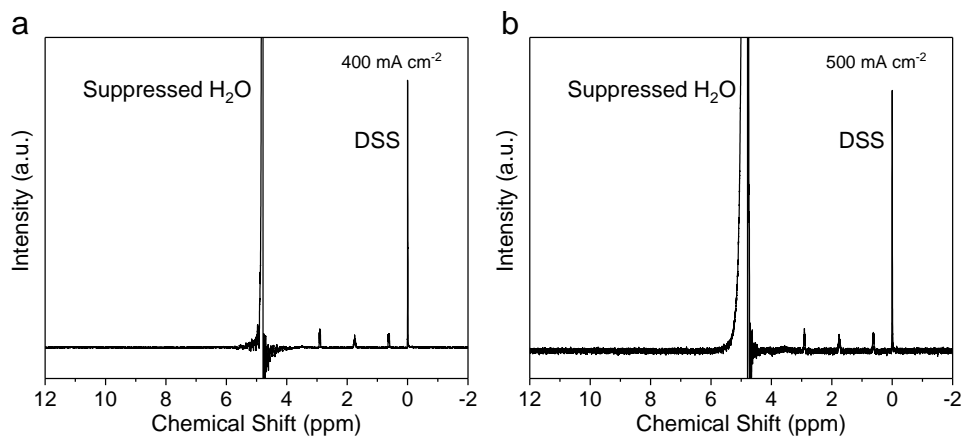 a
400 mA cm⁻²
Suppressed H₂O
DSS
Intensity (a.u.)
12 10 8 6 4 2 0 -2
Chemical Shift (ppm)
b
500 mA cm⁻²
Suppressed H₂O
DSS
Intensity (a.u.)
12 10 8 6 4 2 0 -2
Chemical Shift (ppm)